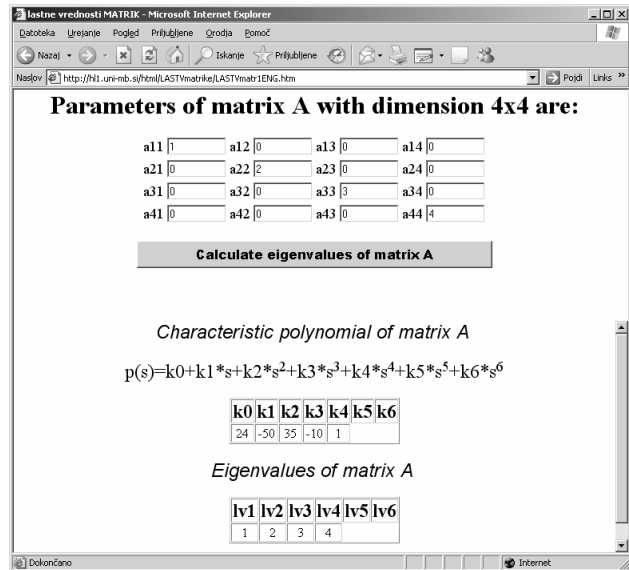 lastne vrednosti MATRIK - Microsoft Internet Explorer
Datoteka Urejanje Pogled Priljubljene Orodja Pomoč
Nazaj Iskanje Priljubljene
Naslov http://hl1.uni-mb.si/html/LASTVmatrike/LASTVmatr1ENG.htm Pojdi Links »
Parameters of matrix A with dimension 4x4 are:
a11 1 a12 0 a13 0 a14 0
a21 0 a22 2 a23 0 a24 0
a31 0 a32 0 a33 3 a34 0
a41 0 a42 0 a43 0 a44 4
Calculate eigenvalues of matrix A
Characteristic polynomial of matrix A
p(s)=k0+k1*s+k2*s²+k3*s³+k4*s⁴+k5*s⁵+k6*s⁶
k0 k1 k2 k3 k4 k5 k6
24 -50 35 -10 1
Eigenvalues of matrix A
lv1 lv2 lv3 lv4 lv5 lv6
1 2 3 4
Dokončano Internet